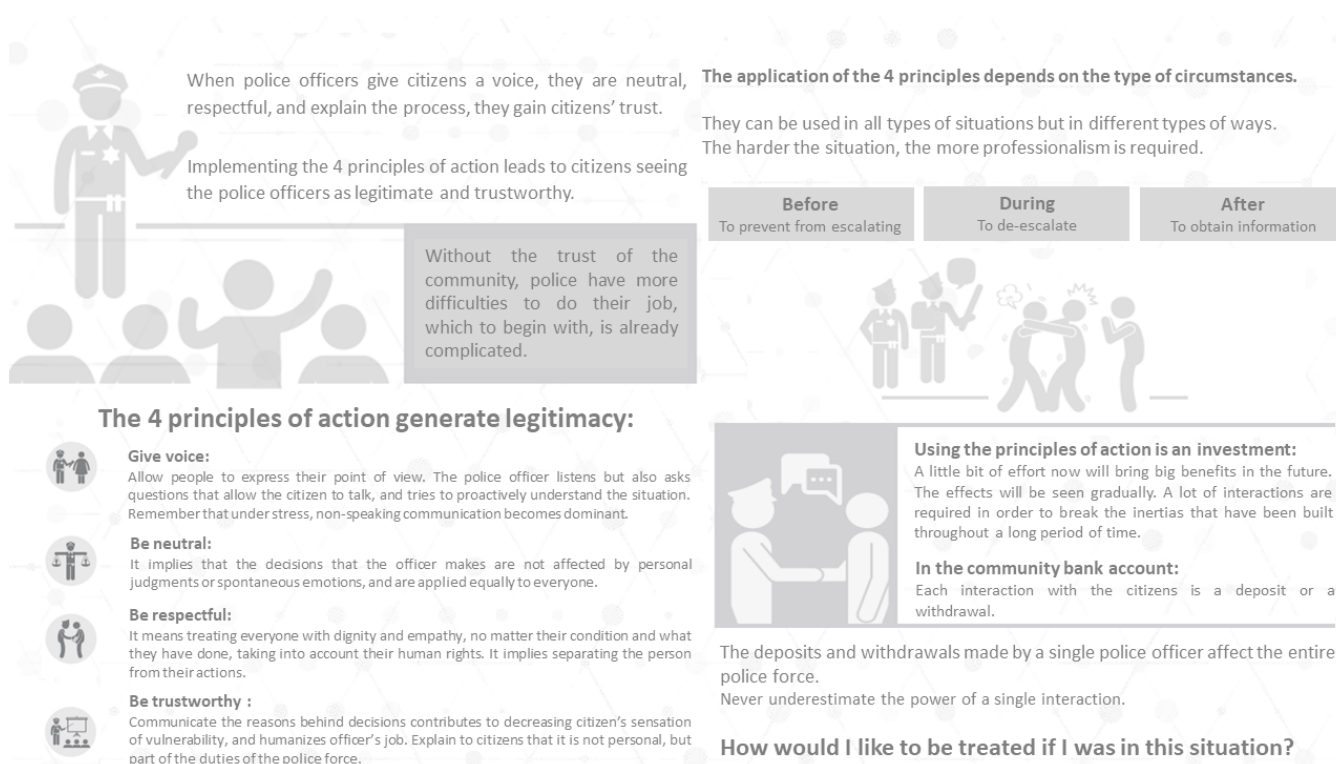 When police officers give citizens a voice, they are neutral,
respectful, and explain the process, they gain citizens’ trust.
Implementing the 4 principles of action leads to citizens seeing
the police officers as legitimate and trustworthy.
Without the trust of the
community, police have more
difficulties to do their job,
which to begin with, is already
complicated.
The 4 principles of action generate legitimacy:
Give voice:
Allow people to express their point of view. The police officer listens but also asks
questions that allow the citizen to talk, and tries to proactively understand the situation.
Remember that under stress, non-speaking communication becomes dominant.
Be neutral:
It implies that the decisions that the officer makes are not affected by personal
judgments or spontaneous emotions, and are applied equally to everyone.
Be respectful:
It means treating everyone with dignity and empathy, no matter their condition and what
they have done, taking into account their human rights. It implies separating the person
from their actions.
Be trustworthy :
Communicate the reasons behind decisions contributes to decreasing citizen’s sensation
of vulnerability, and humanizes officer’s job. Explain to citizens that it is not personal, but
part of the duties of the police force.
The application of the 4 principles depends on the type of circumstances.
They can be used in all types of situations but in different types of ways.
The harder the situation, the more professionalism is required.
Before
To prevent from escalating
During
To de-escalate
After
To obtain information
Using the principles of action is an investment:
A little bit of effort now will bring big benefits in the future.
The effects will be seen gradually. A lot of interactions are
required in order to break the inertias that have been built
throughout a long period of time.
In the community bank account:
Each interaction with the citizens is a deposit or a
withdrawal.
The deposits and withdrawals made by a single police officer affect the entire
police force.
Never underestimate the power of a single interaction.
How would I like to be treated if I was in this situation?